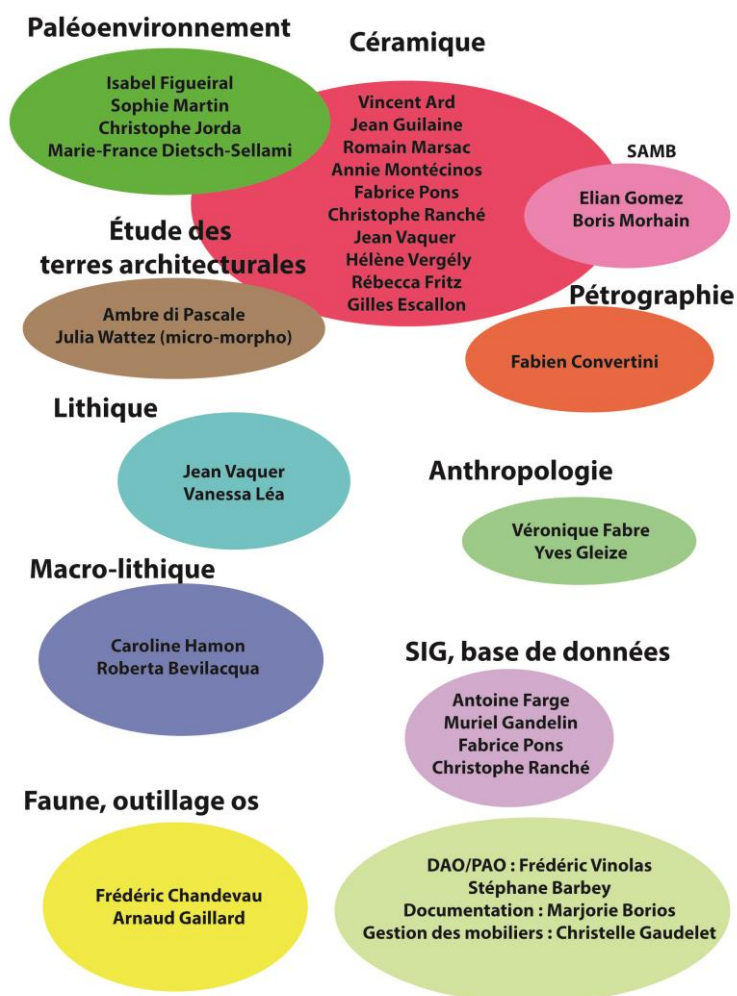 Paléoenvironnement
Isabel Figueiral
Sophie Martin
Christophe Jorda
Marie-France Dietsch-Sellami
Céramique
Vincent Ard
Jean Guilaine
Romain Marsac
Annie Montécinos
Fabrice Pons
Christophe Ranché
Jean Vaquer
Hélène Vergély
Rébecca Fritz
Gilles Escallon
SAMB
Elian Gomez
Boris Morhain
Étude des
terres architecturales
Ambre di Pascale
Julia Wattez (micro-morpho)
Pétrographie
Fabien Convertini
Lithique
Jean Vaquer
Vanessa Léa
Anthropologie
Véronique Fabre
Yves Gleize
Macro-lithique
Caroline Hamon
Roberta Bevilacqua
SIG, base de données
Antoine Farge
Muriel Gandelin
Fabrice Pons
Christophe Ranché
Faune, outillage os
Frédéric Chandevau
Arnaud Gaillard
DAO/PAO : Frédéric Vinolas
Stéphane Barbey
Documentation : Marjorie Borios
Gestion des mobiliers : Christelle Gaudelet